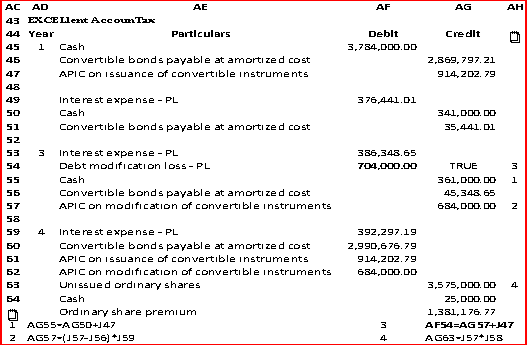 AC AD AE AF AG AH
43 EXCELlent AccounTax
44 Year Particulars Debit Credit
45 1 Cash 3,784,000.00
46 Convertible bonds payable at amortized cost 2,869,797.21
47 APIC on issuance of convertible instruments 914,202.79
48
49 Interest expense - PL 376,441.01
50 Cash 341,000.00
51 Convertible bonds payable at amortized cost 35,441.01
52
53 3 Interest expense - PL 386,348.65
54 Debt modification loss - PL 704,000.00 TRUE 3
55 Cash 361,000.00 1
56 Convertible bonds payable at amortized cost 45,348.65
57 APIC on modification of convertible instruments 684,000.00 2
58
59 4 Interest expense - PL 392,297.19
60 Convertible bonds payable at amortized cost 2,990,676.79
61 APIC on issuance of convertible instruments 914,202.79
62 APIC on modification of convertible instruments 684,000.00
63 Unissued ordinary shares 3,575,000.00 4
64 Cash 25,000.00
Ordinary share premium 1,381,176.77
1 AG55=AG50+J47 3 AF54=AG57+J47
2 AG57=(J57-J56)*J59 4 AG63=J57*J58